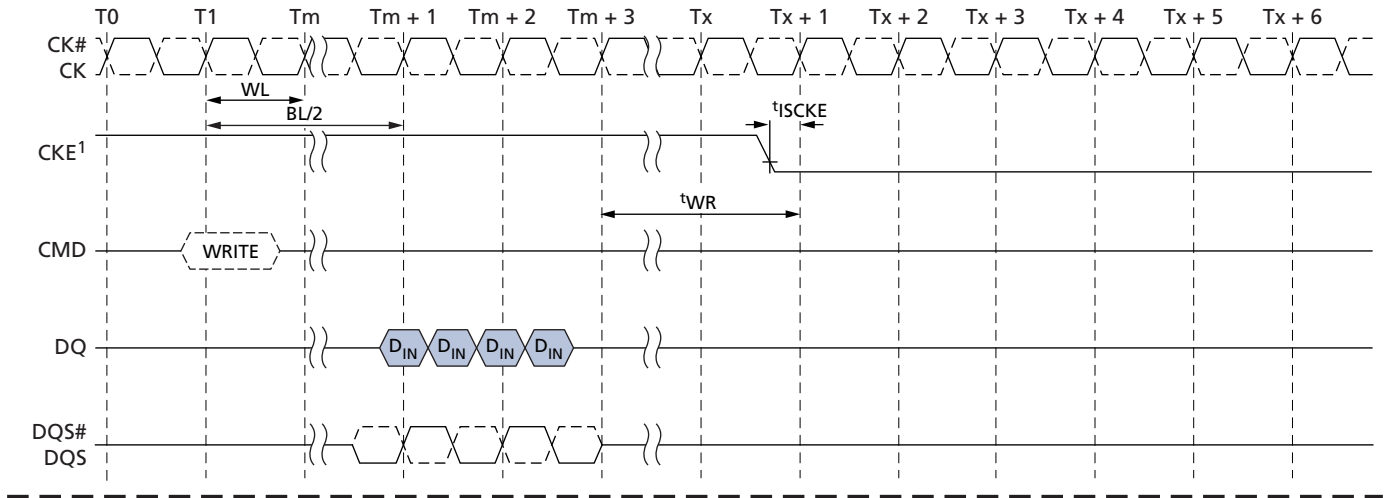 T0 T1 Tm Tm + 1 Tm + 2 Tm + 3 Tx Tx + 1 Tx + 2 Tx + 3 Tx + 4 Tx + 5 Tx + 6
CK#
CK
WL
BL/2
tISCKE
CKE1
tWR
CMD WRITE
DQ DIN DIN DIN DIN
DQS#
DQS